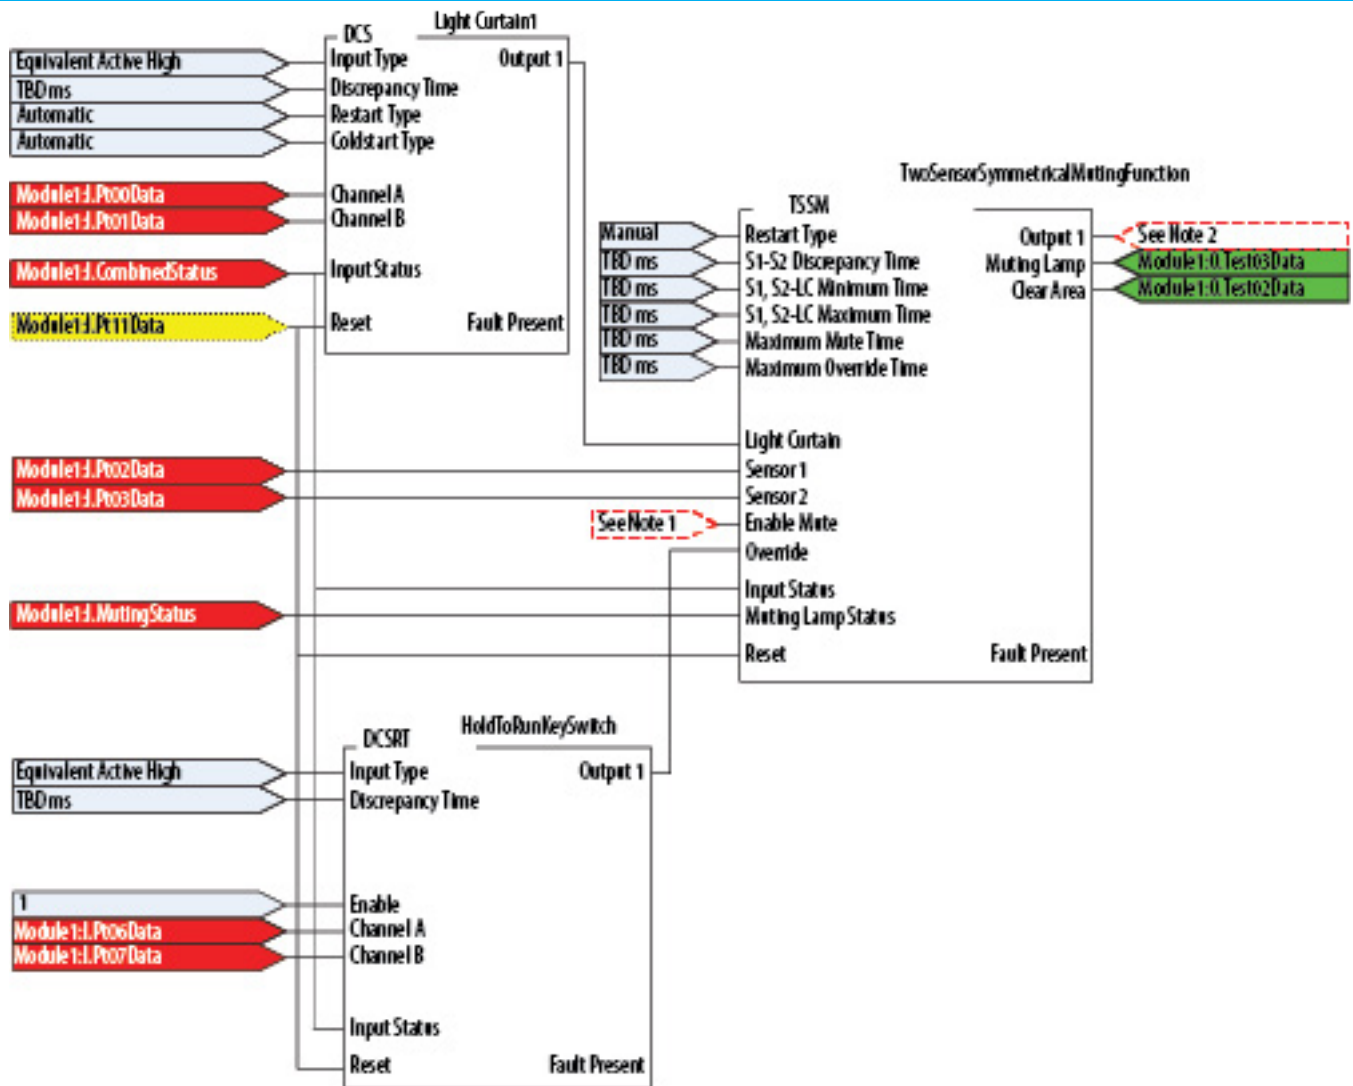 Light Curtain1
DCS
Equivalent Active High
Input Type
Output 1
TBD ms
Discrepancy Time
Automatic
Restart Type
Automatic
Coldstart Type
Module1:I.Pt00Data
Channel A
Module1:I.Pt01Data
Channel B
Module1:I.CombinedStatus
Input Status
Module1:I.Pt11Data
Reset
Fault Present
TwoSensorSymmetricalMutingFunction
TSSM
Manual
Restart Type
Output 1
See Note 2
TBD ms
S1-S2 Discrepancy Time
Muting Lamp
Module1:O.Test03Data
TBD ms
S1, S2-LC Minimum Time
Clear Area
Module1:O.Test02Data
TBD ms
S1, S2-LC Maximum Time
TBD ms
Maximum Mute Time
TBD ms
Maximum Override Time
Light Curtain
Module1:I.Pt02Data
Sensor 1
Module1:I.Pt03Data
Sensor 2
See Note 1
Enable Mute
Override
Input Status
Module1:I.MutingStatus
Muting Lamp Status
Reset
Fault Present
HoldToRunKeySwitch
DCSRT
Equivalent Active High
Input Type
Output 1
TBD ms
Discrepancy Time
1
Enable
Module1:I.Pt06Data
Channel A
Module1:I.Pt07Data
Channel B
Input Status
Reset
Fault Present